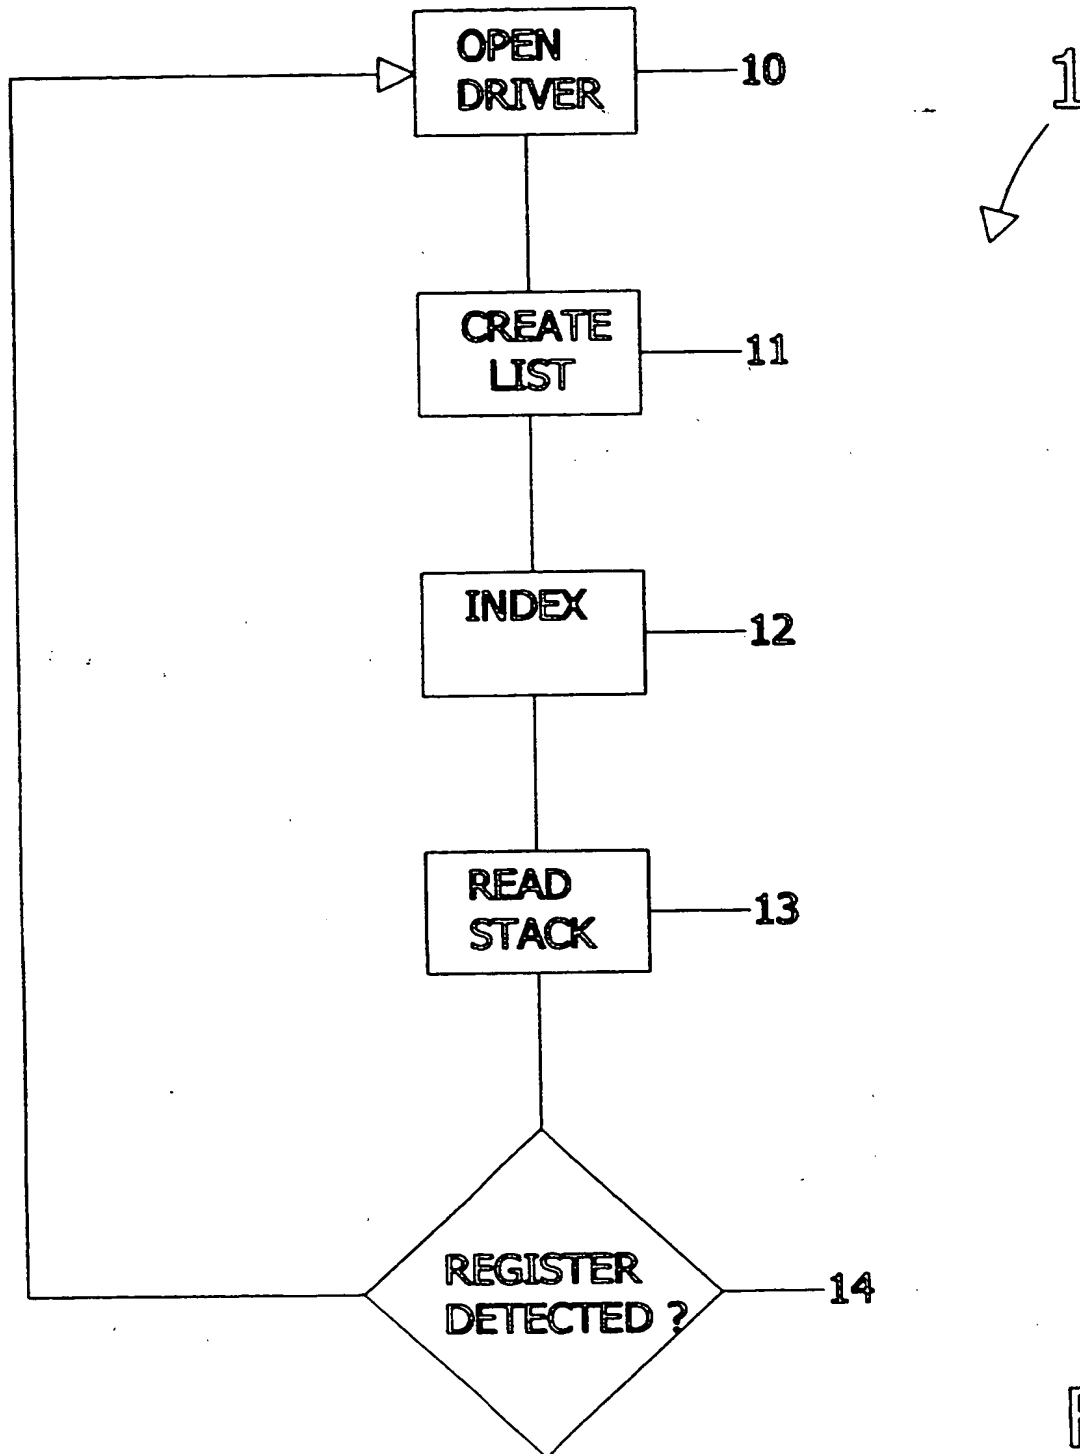 OPEN
DRIVER
10
1
CREATE
LIST
11
INDEX
12
READ
STACK
13
REGISTER
DETECTED ?
14